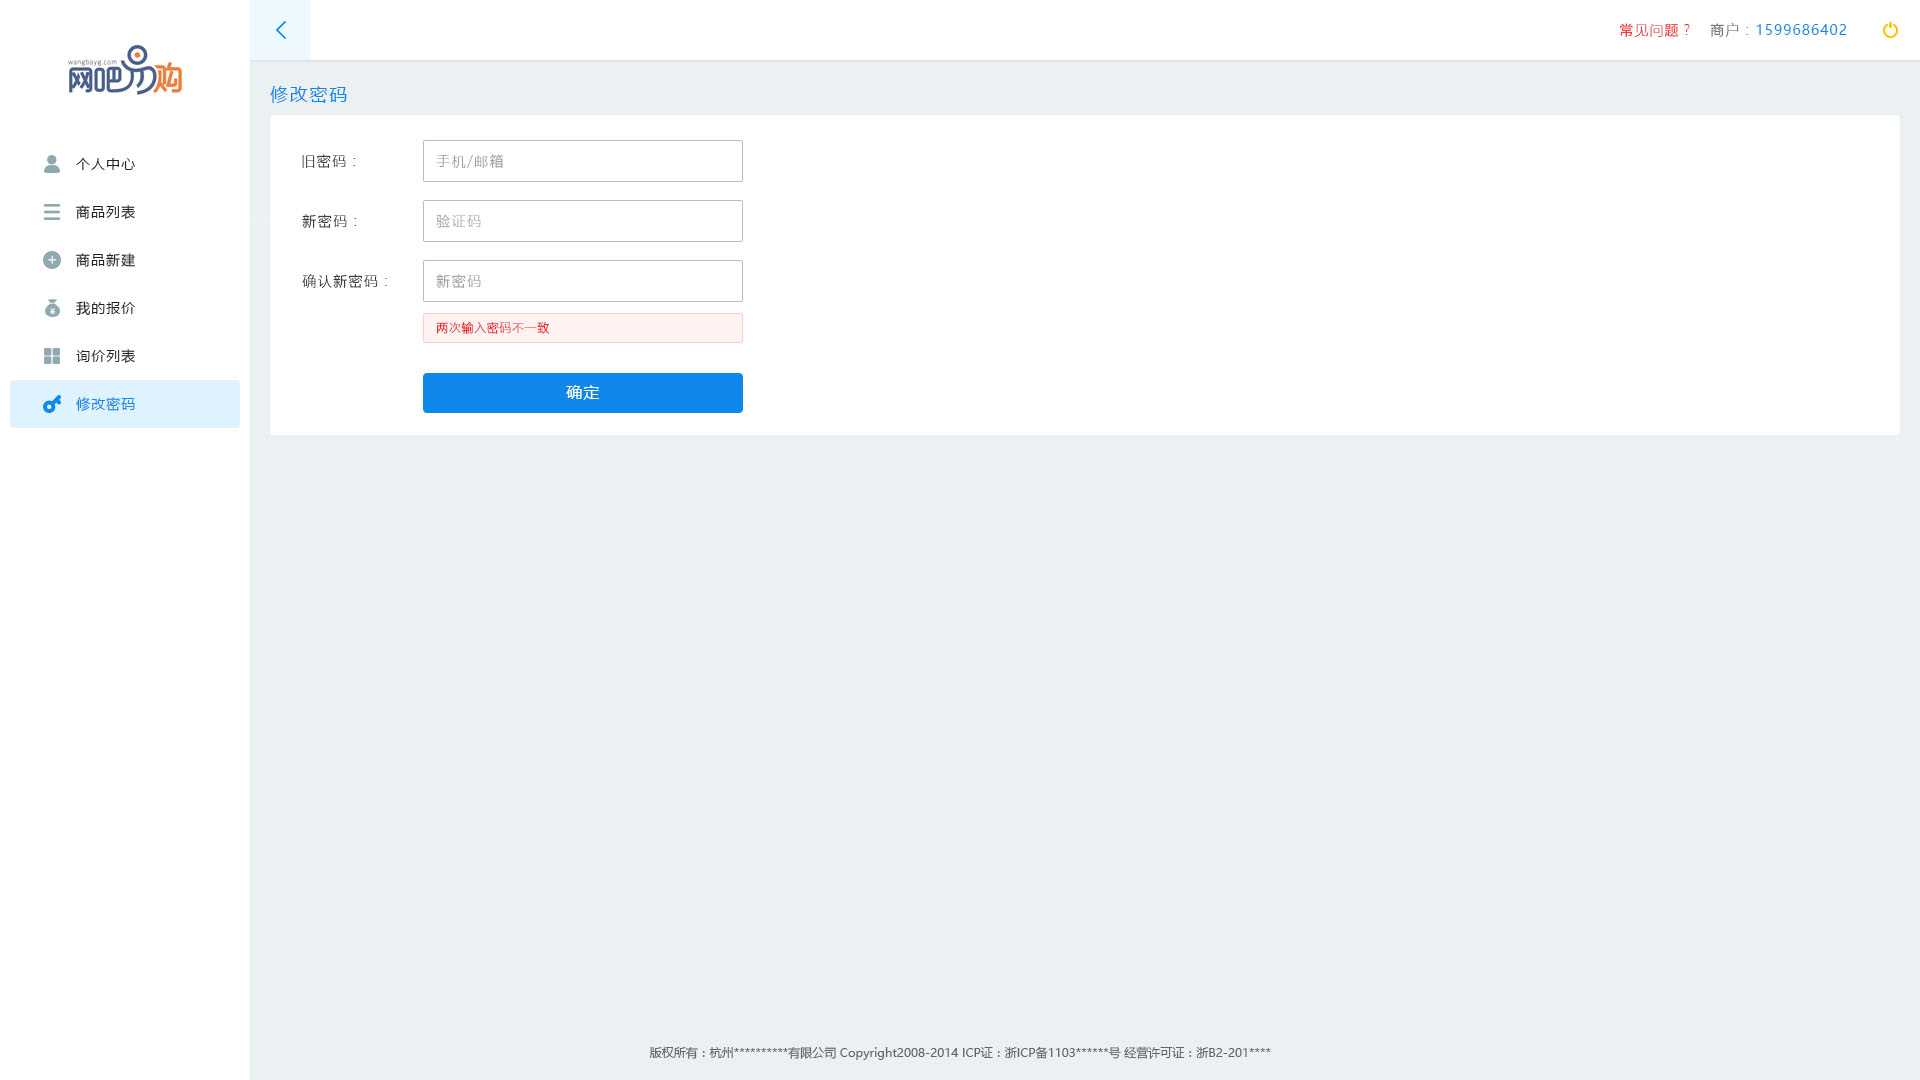 wangbayg.com
网吧易购
个人中心
商品列表
商品新建
我的报价
询价列表
修改密码
常见问题？ 商户：1599686402
修改密码
旧密码： 手机/邮箱
新密码： 验证码
确认新密码： 新密码
两次输入密码不一致
确定
版权所有：杭州**********有限公司 Copyright2008-2014 ICP证：浙ICP备1103******号 经营许可证：浙B2-201****